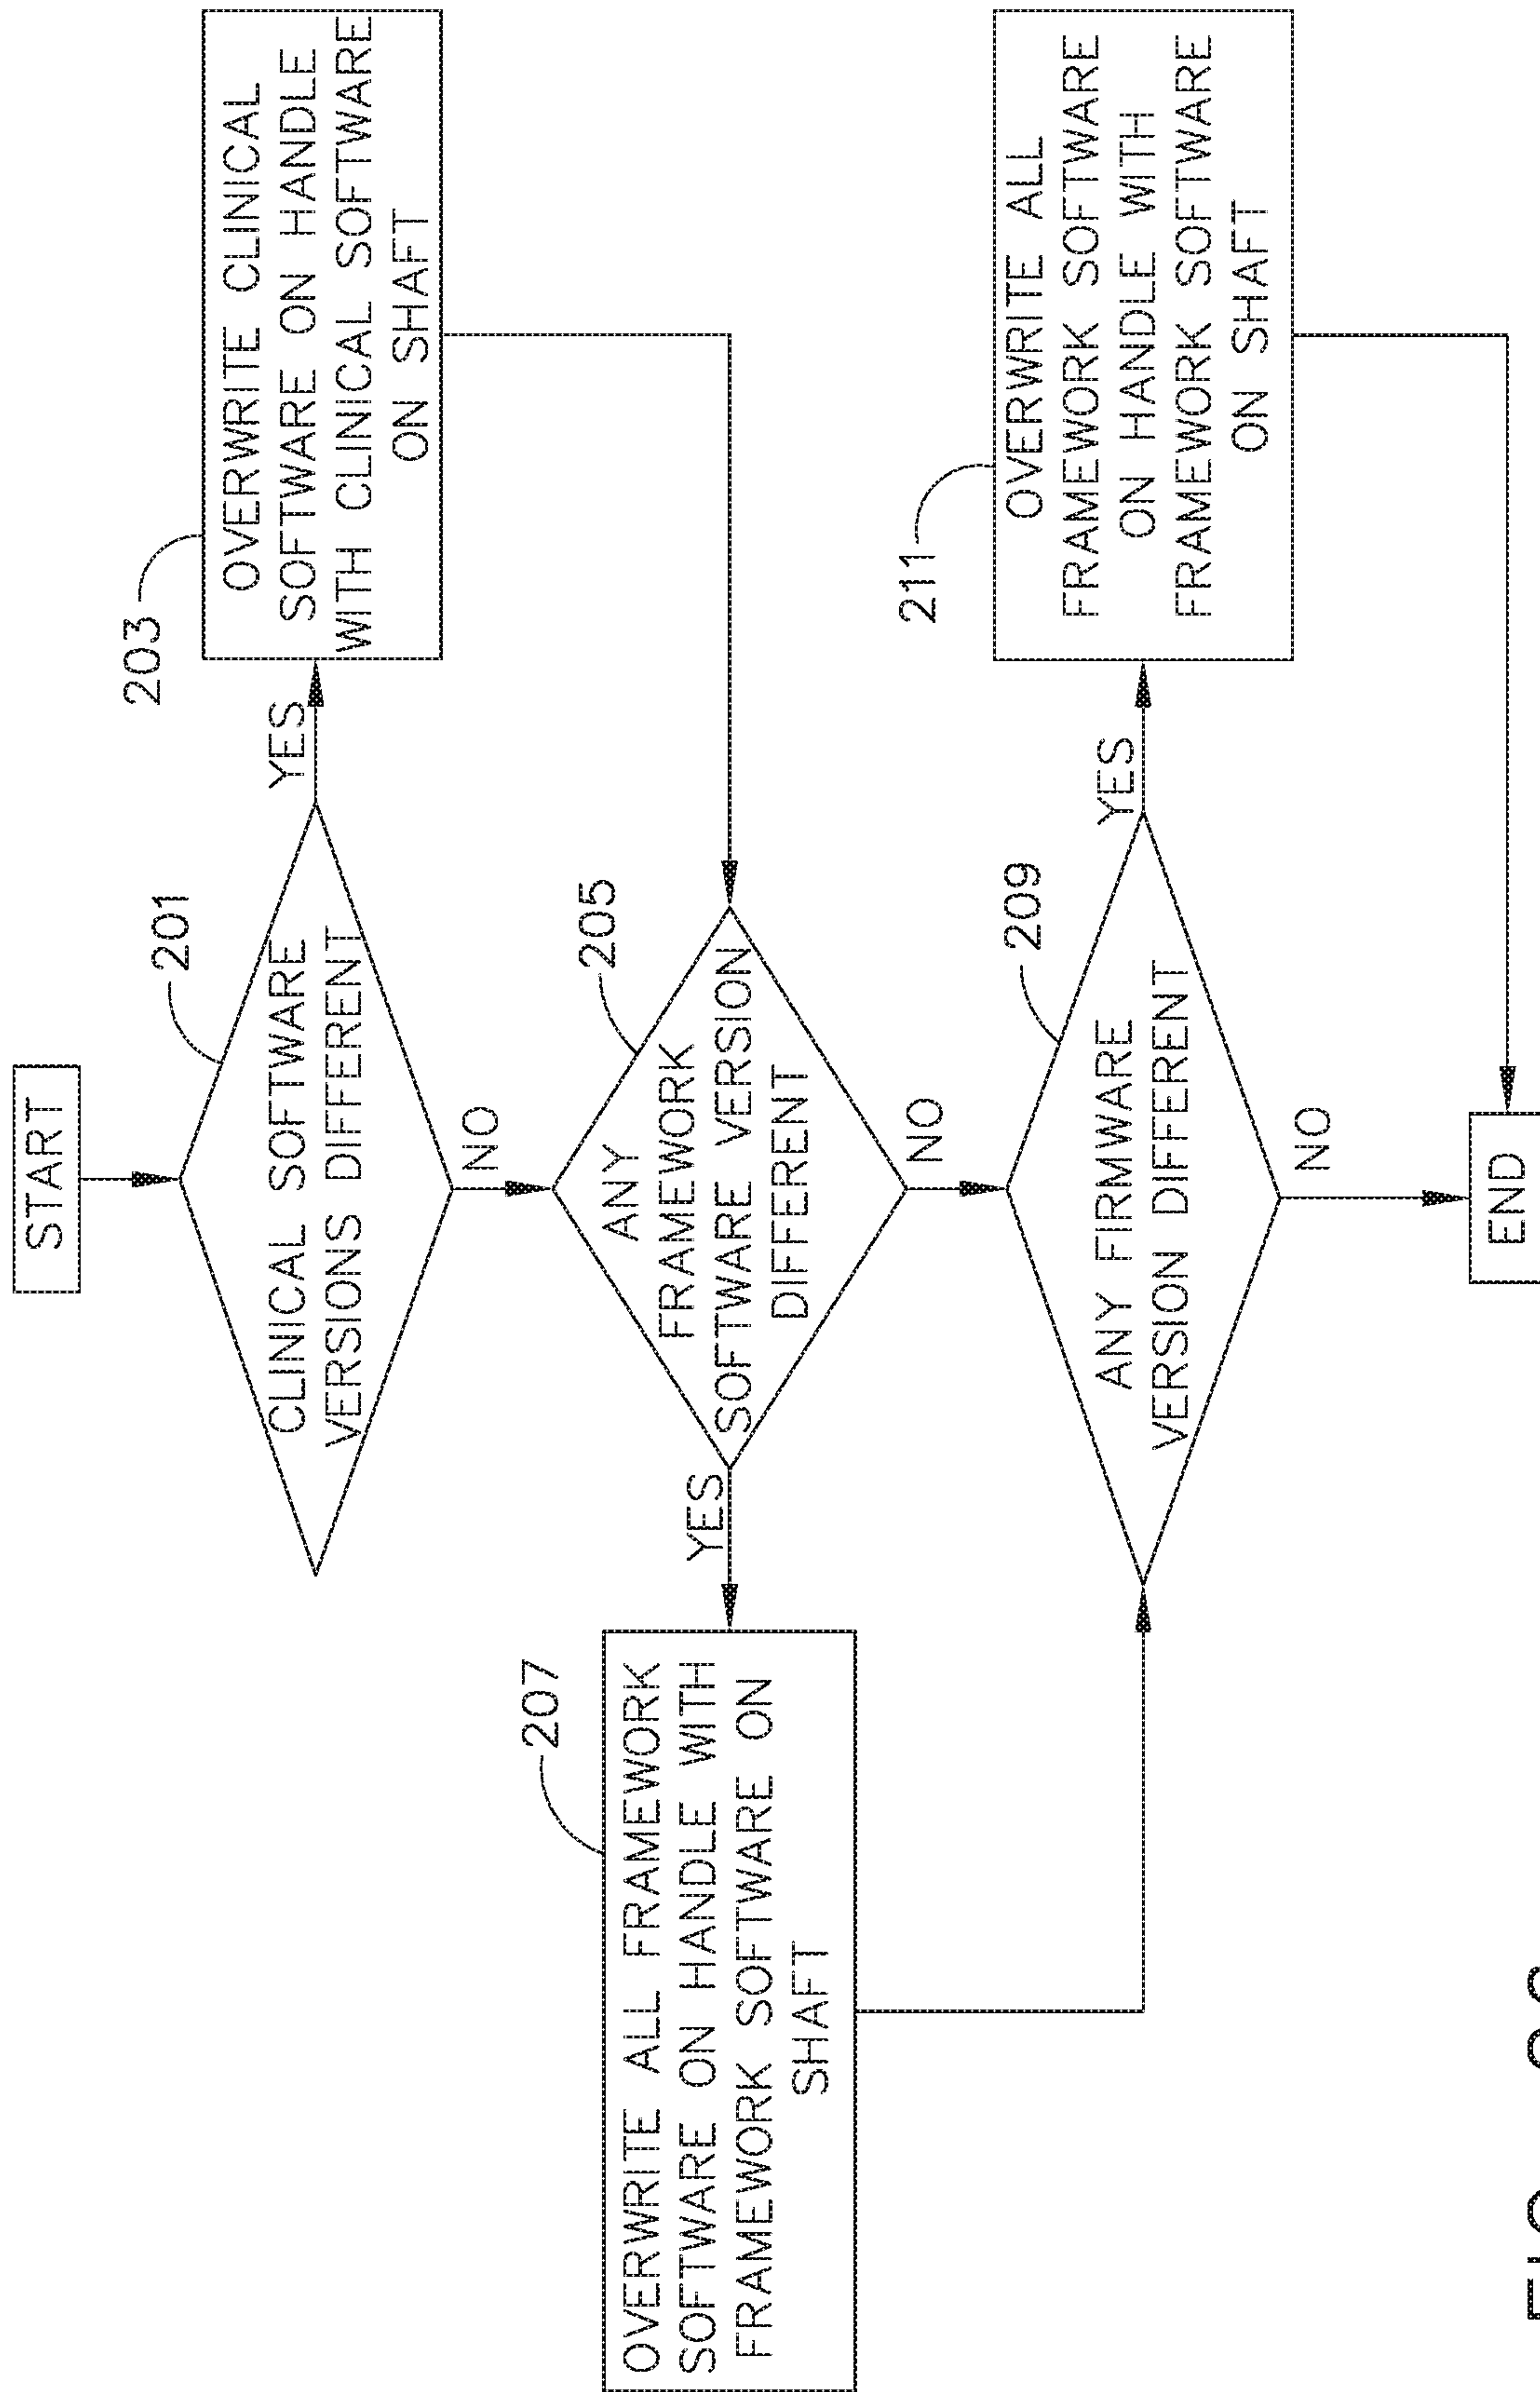 START
201
CLINICAL SOFTWARE
VERSIONS DIFFERENT
YES
203
OVERWRITE CLINICAL
SOFTWARE ON HANDLE
WITH CLINICAL SOFTWARE
ON SHAFT
NO
205
ANY
FRAMEWORK
SOFTWARE VERSION
DIFFERENT
YES
207
OVERWRITE ALL FRAMEWORK
SOFTWARE ON HANDLE WITH
FRAMEWORK SOFTWARE ON
SHAFT
NO
209
ANY FIRMWARE
VERSION DIFFERENT
YES
211
OVERWRITE ALL
FRAMEWORK SOFTWARE
ON HANDLE WITH
FRAMEWORK SOFTWARE
ON SHAFT
NO
END